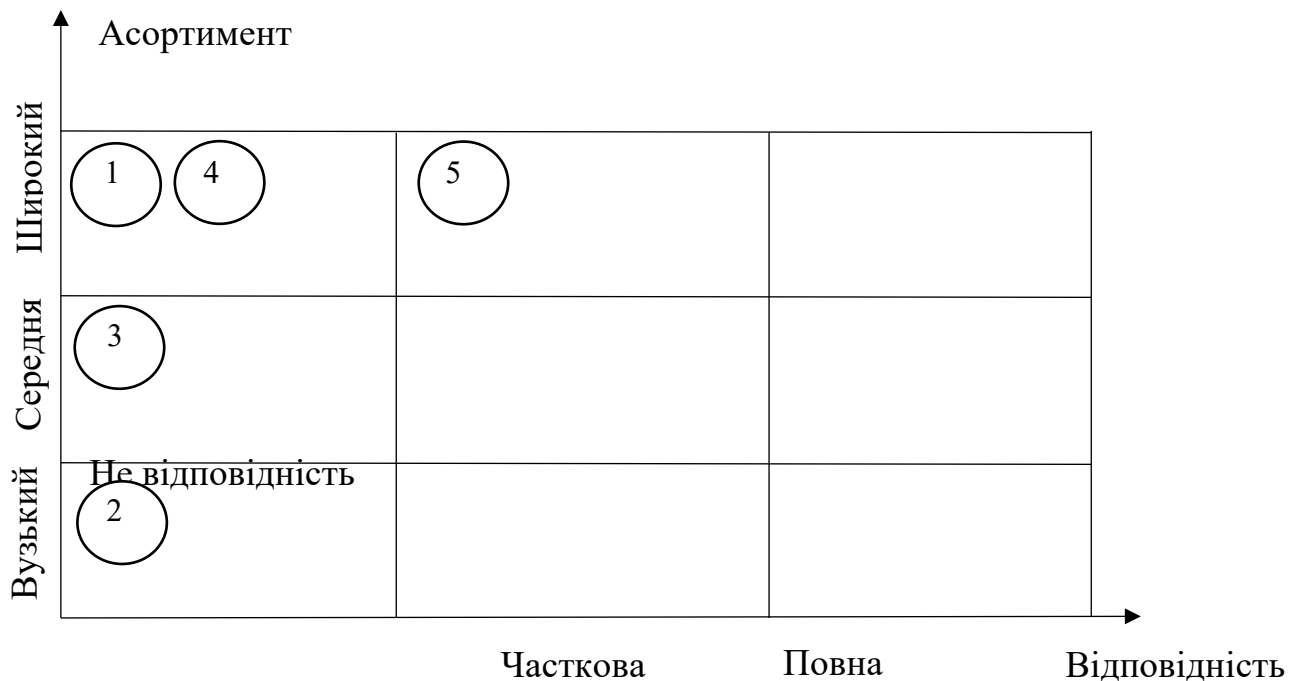 Асортимент
Широкий
1 4 5
Середня
3
Не відповідність
Вузький
2
Часткова Повна Відповідність